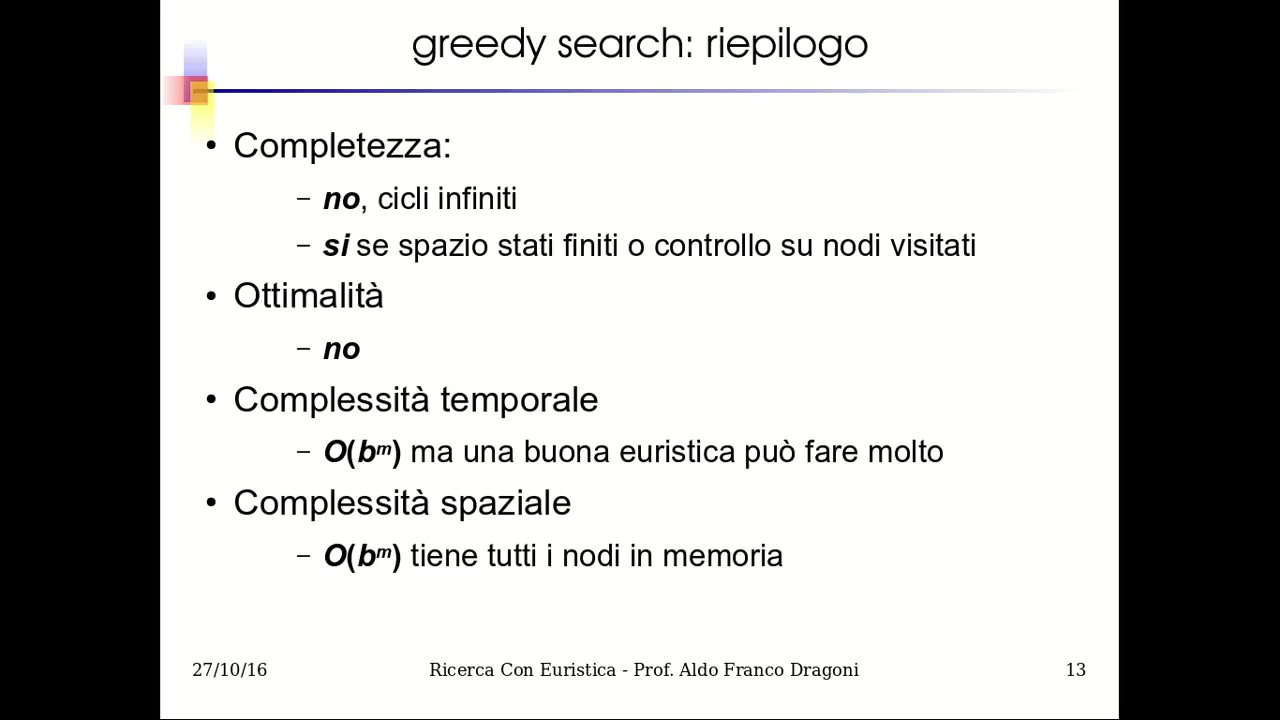 greedy search: riepilogo
• Completezza:
– no, cicli infiniti
– si se spazio stati finiti o controllo su nodi visitati
• Ottimalità
– no
• Complessità temporale
– O(bᵐ) ma una buona euristica può fare molto
• Complessità spaziale
– O(bᵐ) tiene tutti i nodi in memoria
27/10/16 Ricerca Con Euristica - Prof. Aldo Franco Dragoni 13